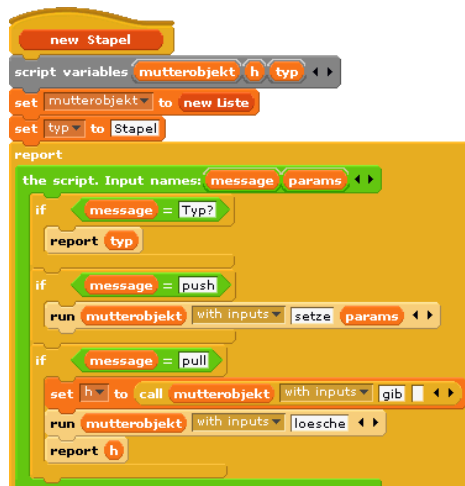 new Stapel
script variables mutterobjekt h typ
set mutterobjekt to new Liste
set typ to Stapel
report
the script. Input names: message params
if message = Typ?
report typ
if message = push
run mutterobjekt with inputs setze params
if message = pull
set h to call mutterobjekt with inputs gib
run mutterobjekt with inputs loesche
report h